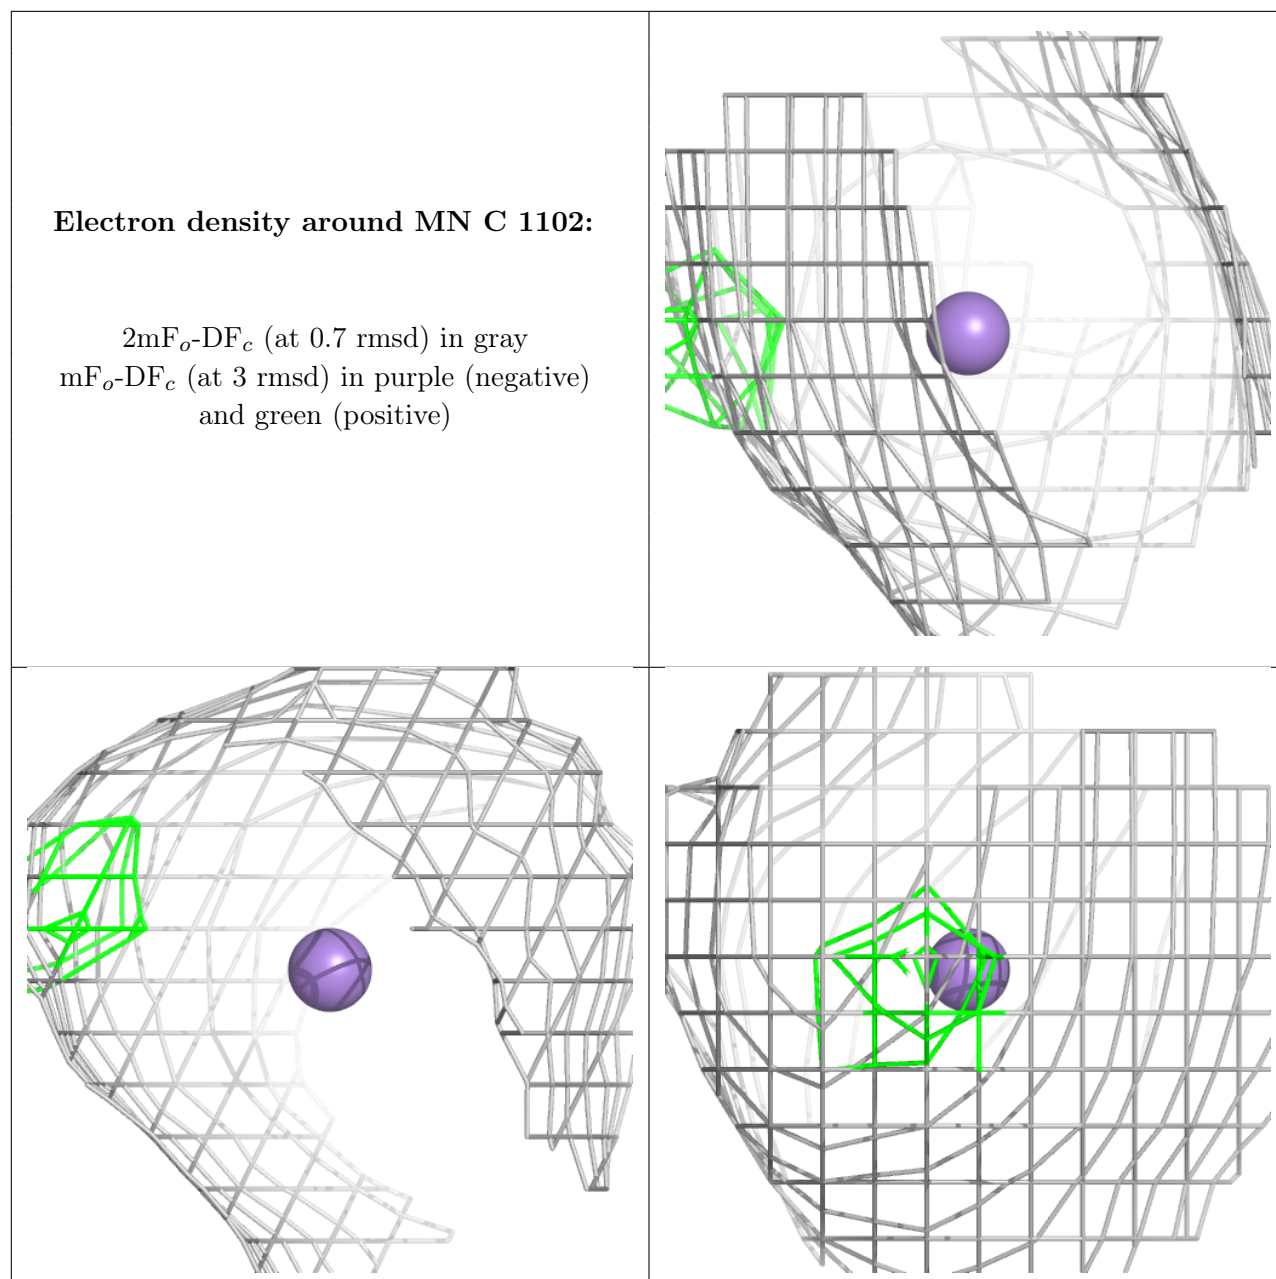 Electron density around MN C 1102:
2mFo-DFc (at 0.7 rmsd) in gray
mFo-DFc (at 3 rmsd) in purple (negative)
and green (positive)